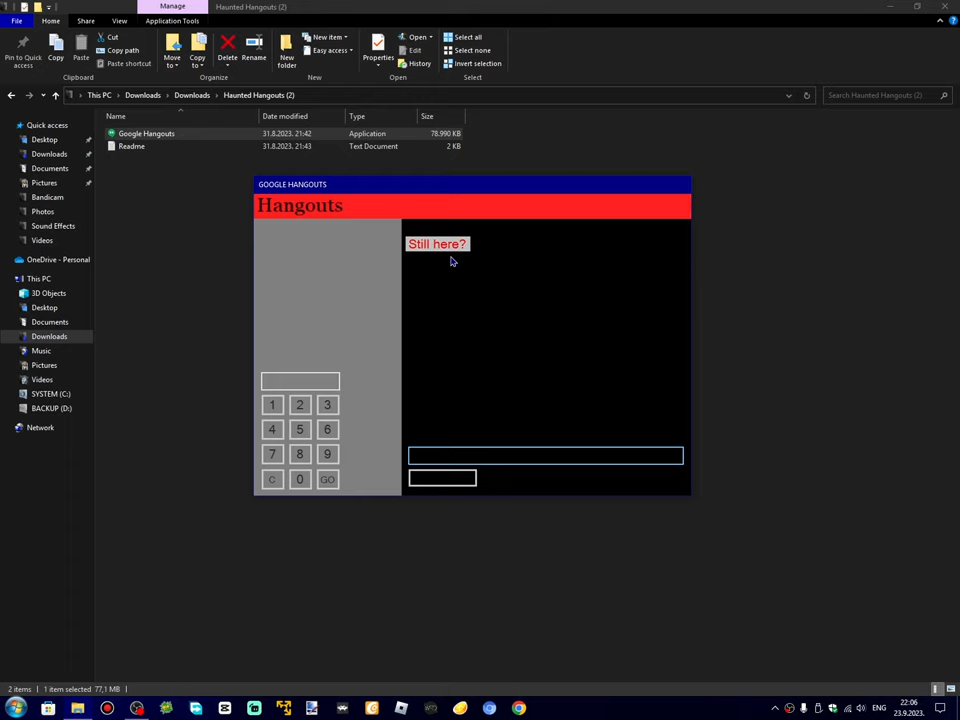 Manage
Haunted Hangouts (2)
File
Home
Share
View
Application Tools
Pin to Quick
access
Copy
Paste
Cut
Copy path
Paste shortcut
Clipboard
Move
to
Copy
to
Delete
Rename
Organize
New
folder
New item
Easy access
New
Properties
Open
Edit
History
Open
Select all
Select none
Invert selection
Select
This PC
Downloads
Downloads
Haunted Hangouts (2)
Search Haunted Hangouts (2)
Name
Date modified
Type
Size
Google Hangouts
31.8.2023. 21:42
Application
78.990 KB
Readme
31.8.2023. 21:43
Text Document
2 KB
Quick access
Desktop
Downloads
Documents
Pictures
Bandicam
Photos
Sound Effects
Videos
OneDrive - Personal
This PC
3D Objects
Desktop
Documents
Downloads
Music
Pictures
Videos
SYSTEM (C:)
BACKUP (D:)
Network
GOOGLE HANGOUTS
Hangouts
Still here?
1 2 3
4 5 6
7 8 9
C 0 GO
2 items
1 item selected 77,1 MB
ЕНГ
22:06
23.9.2023.